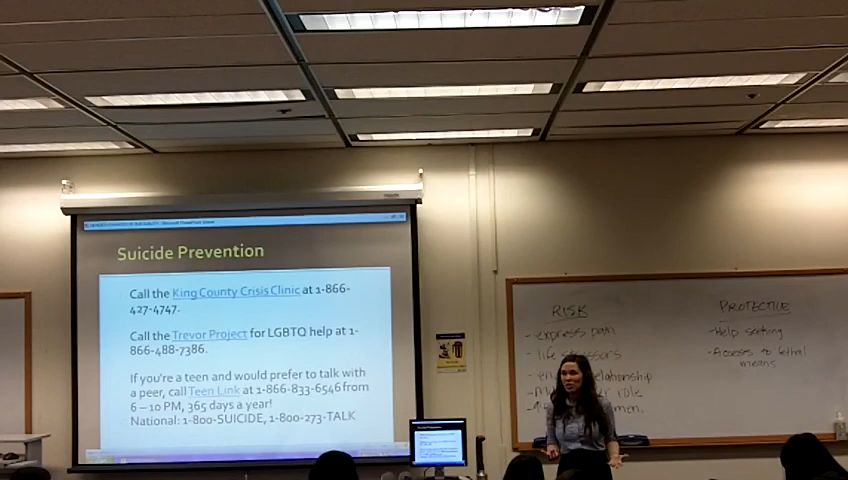 Suicide Prevention
Call the King County Crisis Clinic at 1-866-
427-4747.
Call the Trevor Project for LGBTQ help at 1-
866-488-7386.
If you're a teen and would prefer to talk with
a peer, call Teen Link at 1-866-833-6546 from
6 – 10 PM, 365 days a year!
National: 1-800-SUICIDE, 1-800-273-TALK
RISK
- express pain
- life stressors
relationship
role
men.
PROTECTIVE
- Help seeking
- Access to lethal
means